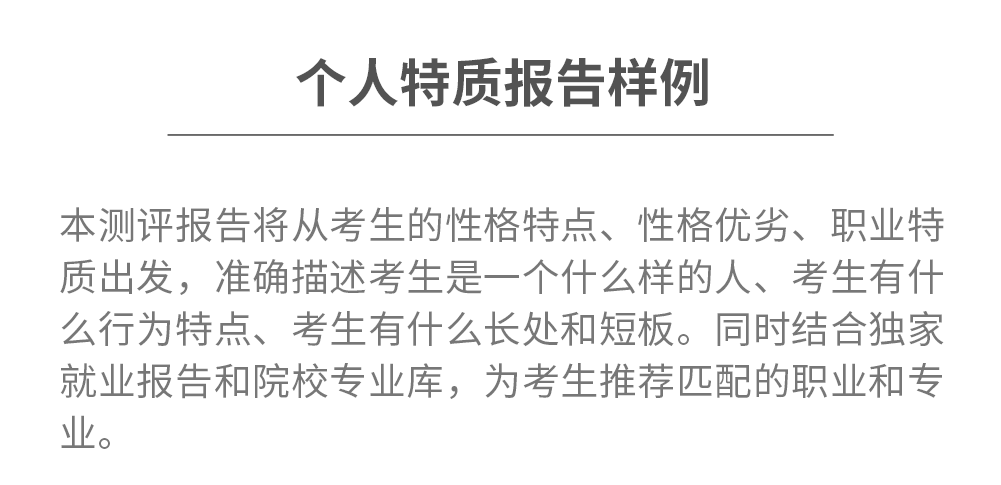 个人特质报告样例
本测评报告将从考生的性格特点、性格优劣、职业特
质出发，准确描述考生是一个什么样的人、考生有什
么行为特点、考生有什么长处和短板。同时结合独家
就业报告和院校专业库，为考生推荐匹配的职业和专
业。